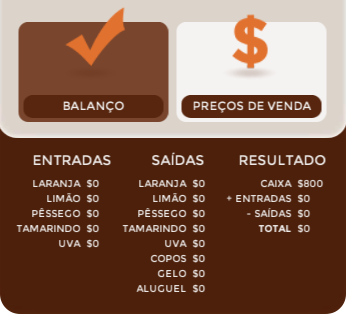 BALANÇO PREÇOS DE VENDA
ENTRADAS SAÍDAS RESULTADO
LARANJA $0 LARANJA $0 CAIXA $800
LIMÃO $0 LIMÃO $0 + ENTRADAS $0
PÊSSEGO $0 PÊSSEGO $0 - SAÍDAS $0
TAMARINDO $0 TAMARINDO $0 TOTAL $0
UVA $0 UVA $0
COPOS $0
GELO $0
ALUGUEL $0